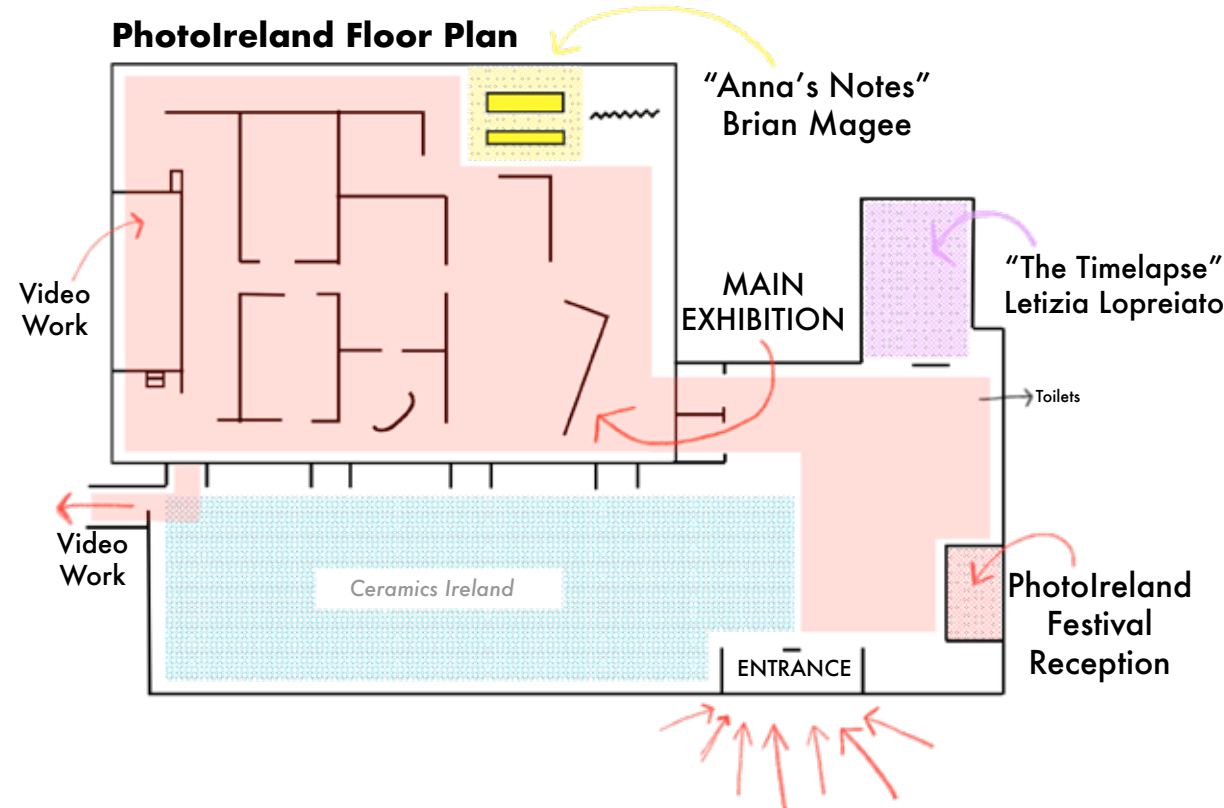 PhotoIreland Floor Plan
“Anna’s Notes”
Brian Magee
Video
Work
MAIN
EXHIBITION
“The Timelapse”
Letizia Lopreiato
Toilets
Video
Work
Ceramics Ireland
PhotoIreland
Festival
Reception
ENTRANCE